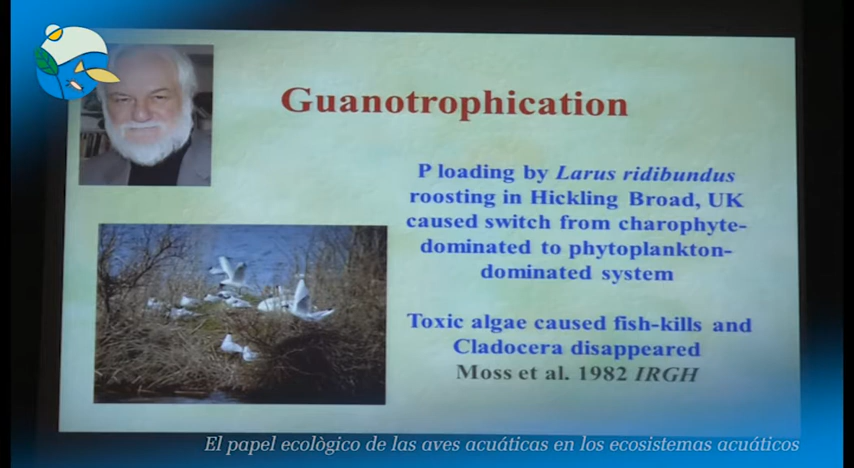 Guanotrophication
P loading by Larus ridibundus
roosting in Hickling Broad, UK
caused switch from charophyte-
dominated to phytoplankton-
dominated system
Toxic algae caused fish-kills and
Cladocera disappeared
Moss et al. 1982 IRGH
El papel ecològico de las aves acuáticas en los ecosistemas acuáticos